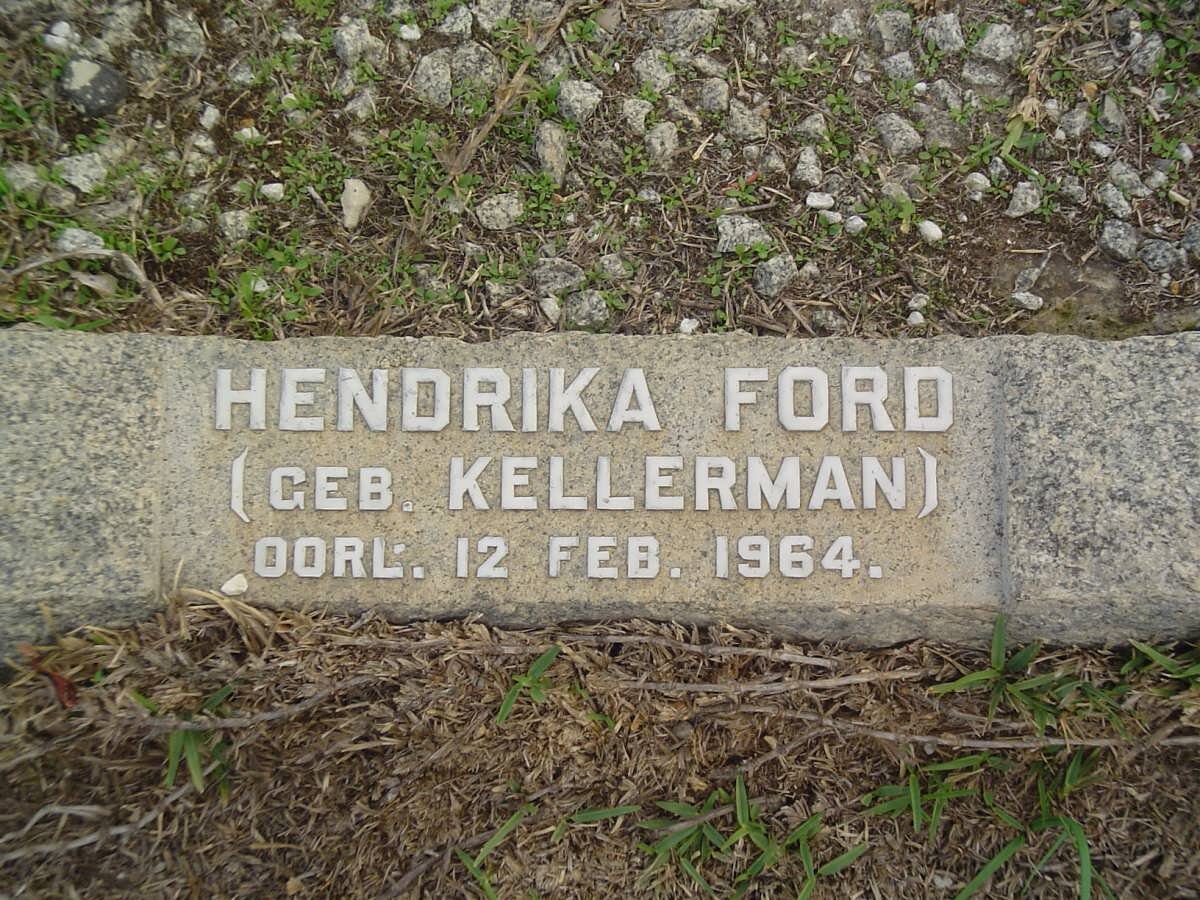 HENDRIKA FORD
(GEB. KELLERMAN)
OORL. 12 FEB. 1964.